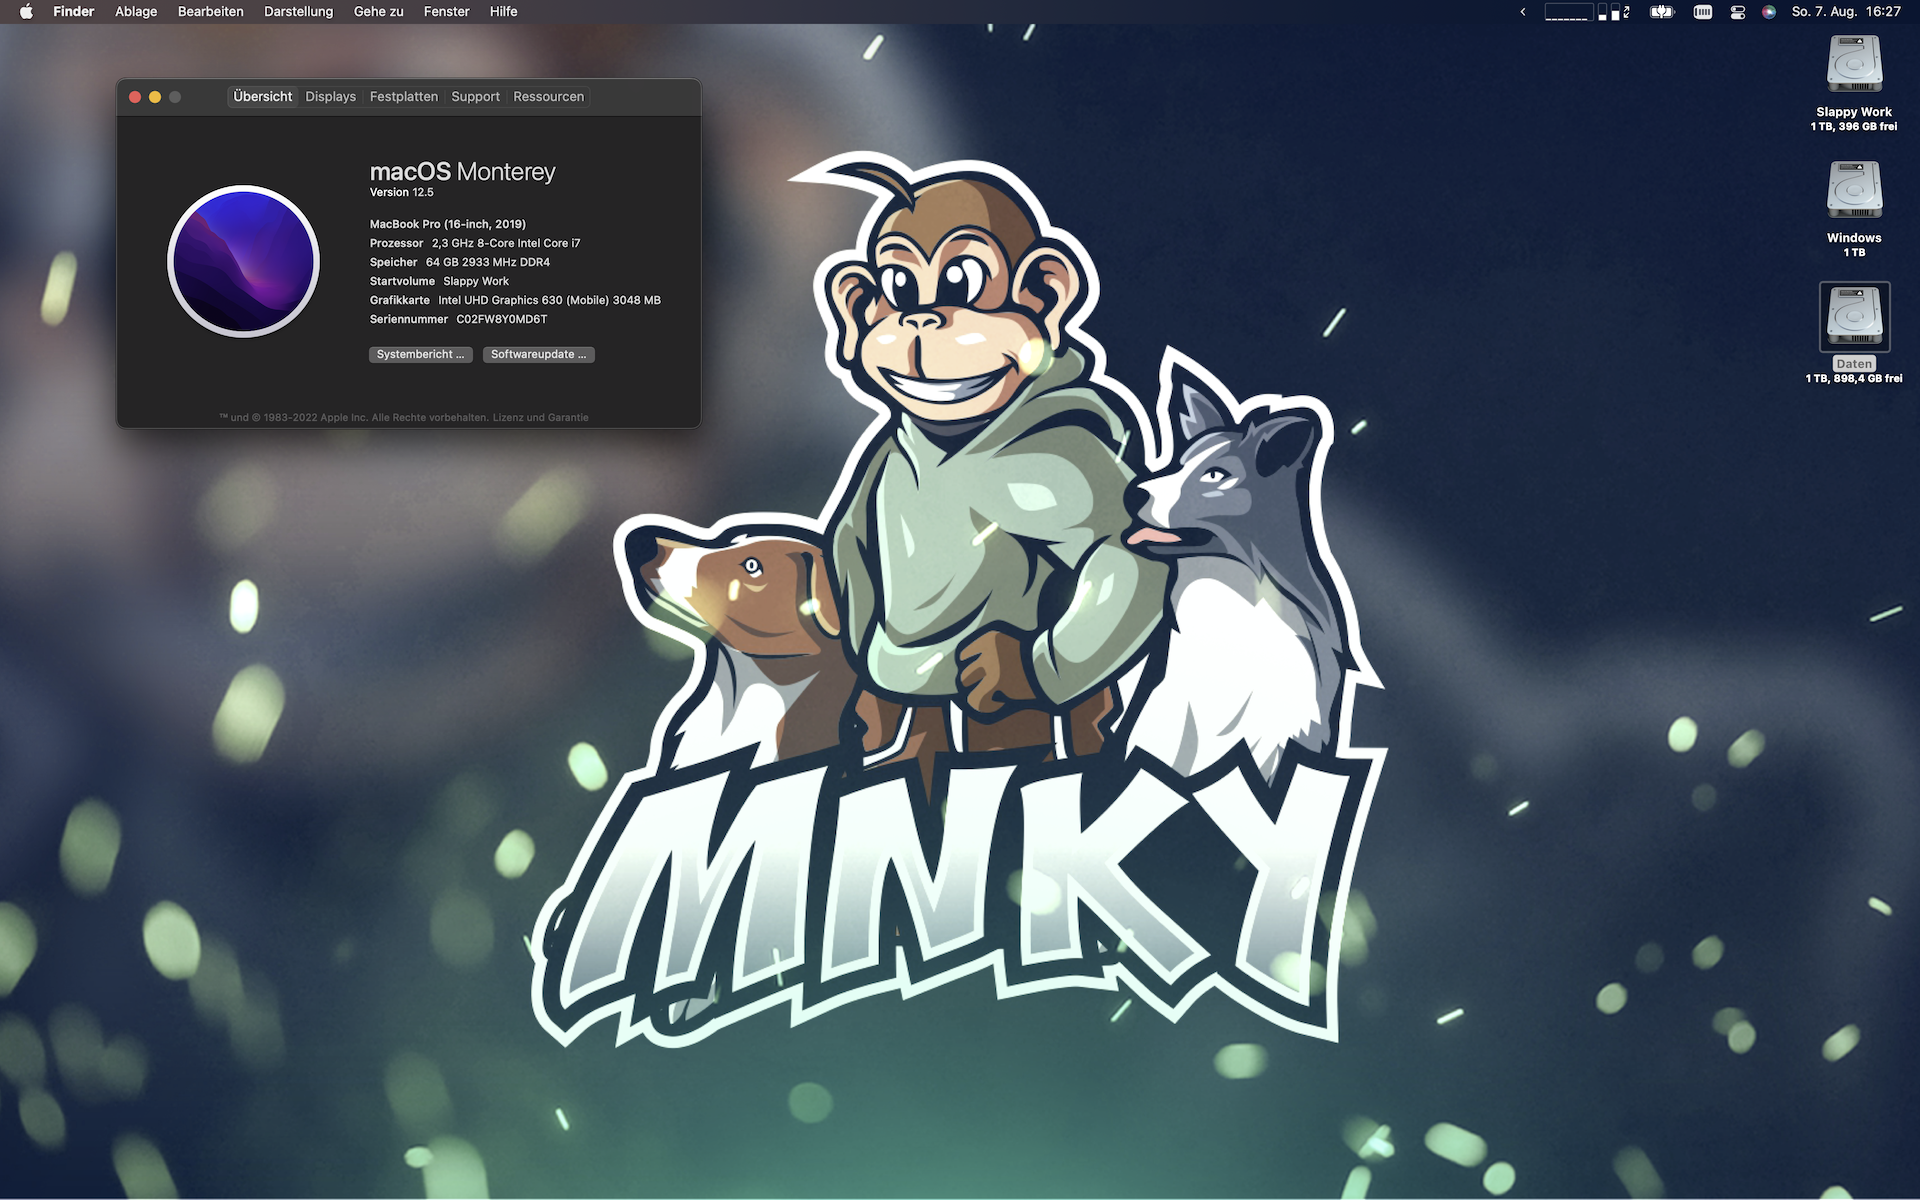 Finder Ablage Bearbeiten Darstellung Gehe zu Fenster Hilfe
So. 7. Aug. 16:27
Übersicht Displays Festplatten Support Ressourcen
macOS Monterey
Version 12.5
MacBook Pro (16-inch, 2019)
Prozessor 2,3 GHz 8-Core Intel Core i7
Speicher 64 GB 2933 MHz DDR4
Startvolume Slappy Work
Grafikkarte Intel UHD Graphics 630 (Mobile) 3048 MB
Seriennummer C02FW8Y0MD6T
Systembericht ... Softwareupdate ...
™ und © 1983-2022 Apple Inc. Alle Rechte vorbehalten. Lizenz und Garantie
Slappy Work
1 TB, 396 GB frei
Windows
1 TB
Daten
1 TB, 898,4 GB frei
MNKY